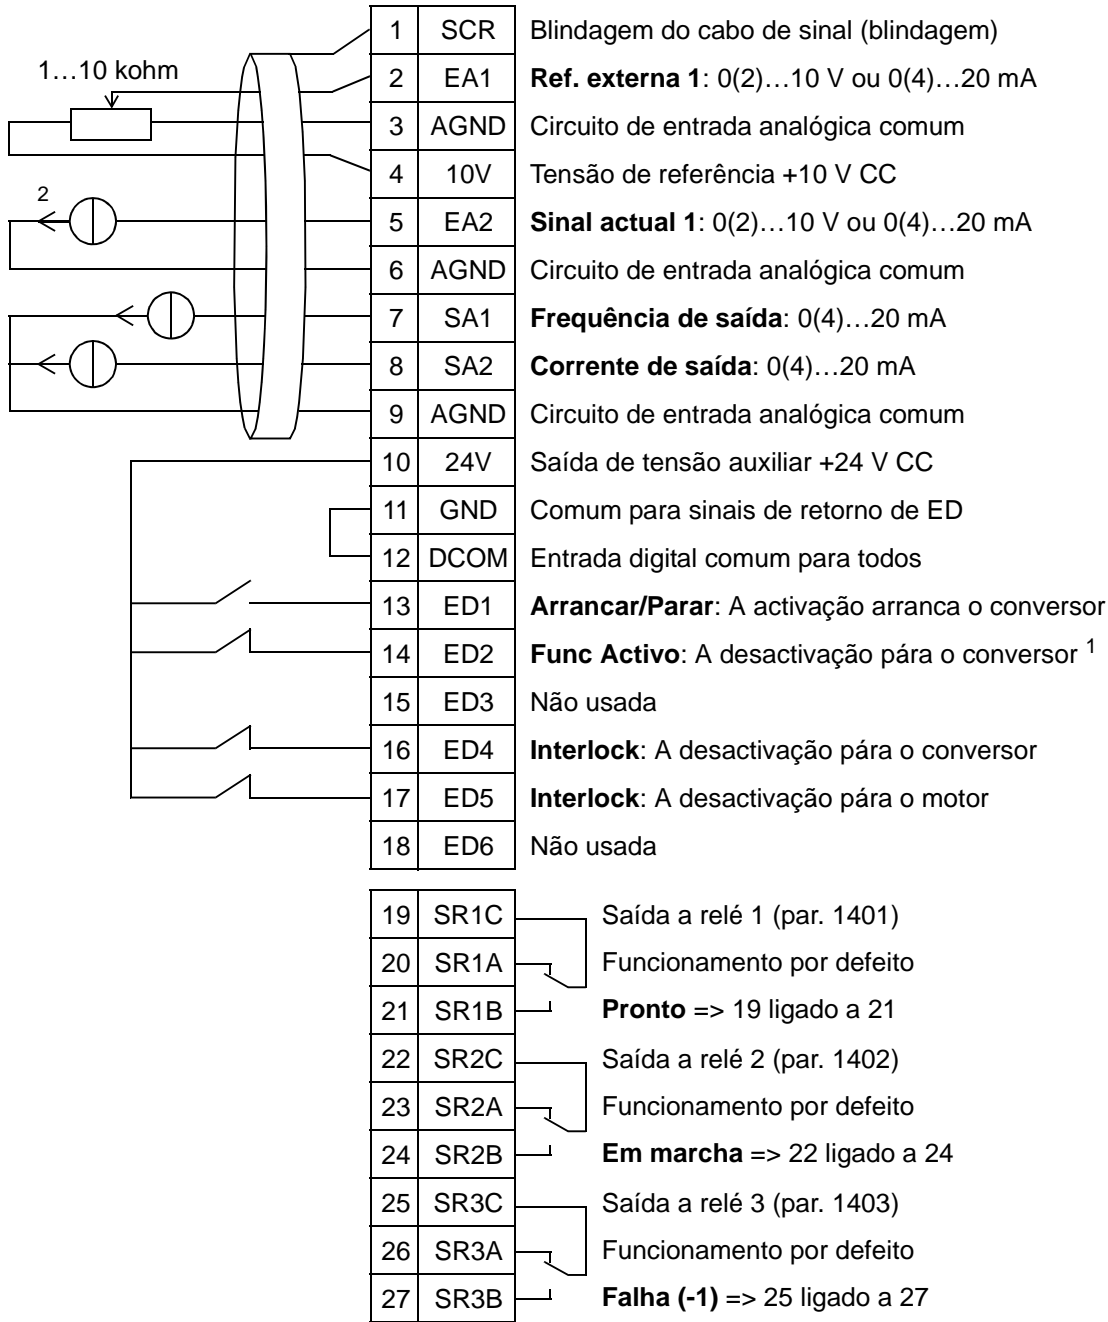 1 SCR Blindagem do cabo de sinal (blindagem)
1…10 kohm
2 EA1 Ref. externa 1: 0(2)…10 V ou 0(4)…20 mA
3 AGND Circuito de entrada analógica comum
4 10V Tensão de referência +10 V CC
2
5 EA2 Sinal actual 1: 0(2)…10 V ou 0(4)…20 mA
6 AGND Circuito de entrada analógica comum
7 SA1 Frequência de saída: 0(4)…20 mA
8 SA2 Corrente de saída: 0(4)…20 mA
9 AGND Circuito de entrada analógica comum
10 24V Saída de tensão auxiliar +24 V CC
11 GND Comum para sinais de retorno de ED
12 DCOM Entrada digital comum para todos
13 ED1 Arrancar/Parar: A activação arranca o conversor
14 ED2 Func Activo: A desactivação pára o conversor 1
15 ED3 Não usada
16 ED4 Interlock: A desactivação pára o conversor
17 ED5 Interlock: A desactivação pára o motor
18 ED6 Não usada
19 SR1C Saída a relé 1 (par. 1401)
20 SR1A Funcionamento por defeito
21 SR1B Pronto => 19 ligado a 21
22 SR2C Saída a relé 2 (par. 1402)
23 SR2A Funcionamento por defeito
24 SR2B Em marcha => 22 ligado a 24
25 SR3C Saída a relé 3 (par. 1403)
26 SR3A Funcionamento por defeito
27 SR3B Falha (-1) => 25 ligado a 27